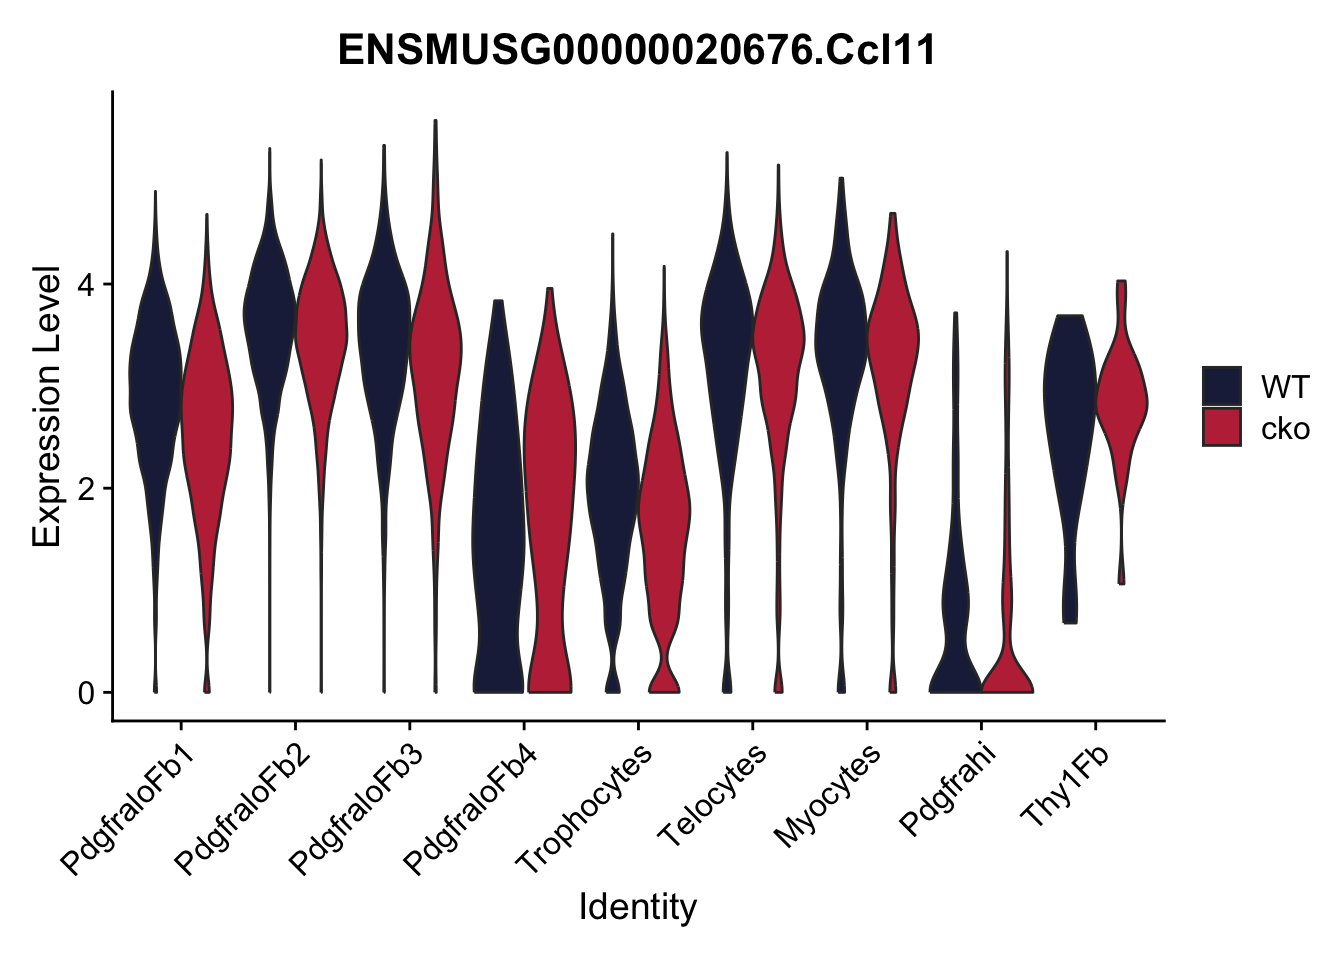 ENSMUSG00000020676.Ccl11
Expression Level
4
2
0
PdgfraloFb1
PdgfraloFb2
PdgfraloFb3
PdgfraloFb4
Trophocytes
Telocytes
Myocytes
Pdgfrahi
Thy1Fb
Identity
WT
cko